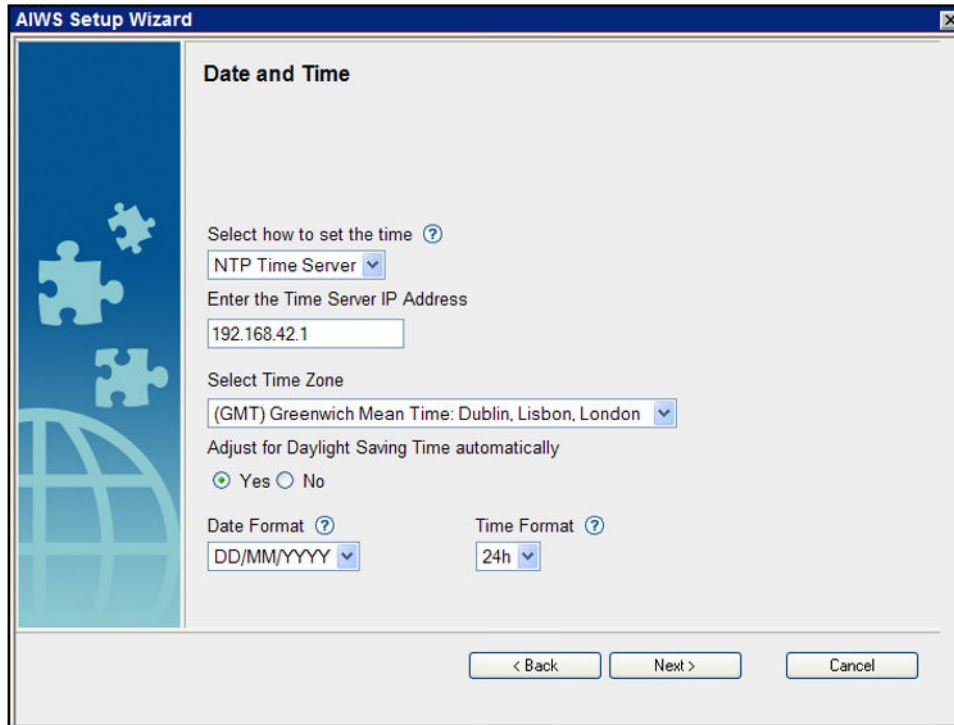 AIWS Setup Wizard
Date and Time
Select how to set the time ?
NTP Time Server
Enter the Time Server IP Address
192.168.42.1
Select Time Zone
(GMT) Greenwich Mean Time: Dublin, Lisbon, London
Adjust for Daylight Saving Time automatically
Yes No
Date Format ? Time Format ?
DD/MM/YYYY 24h
< Back Next > Cancel